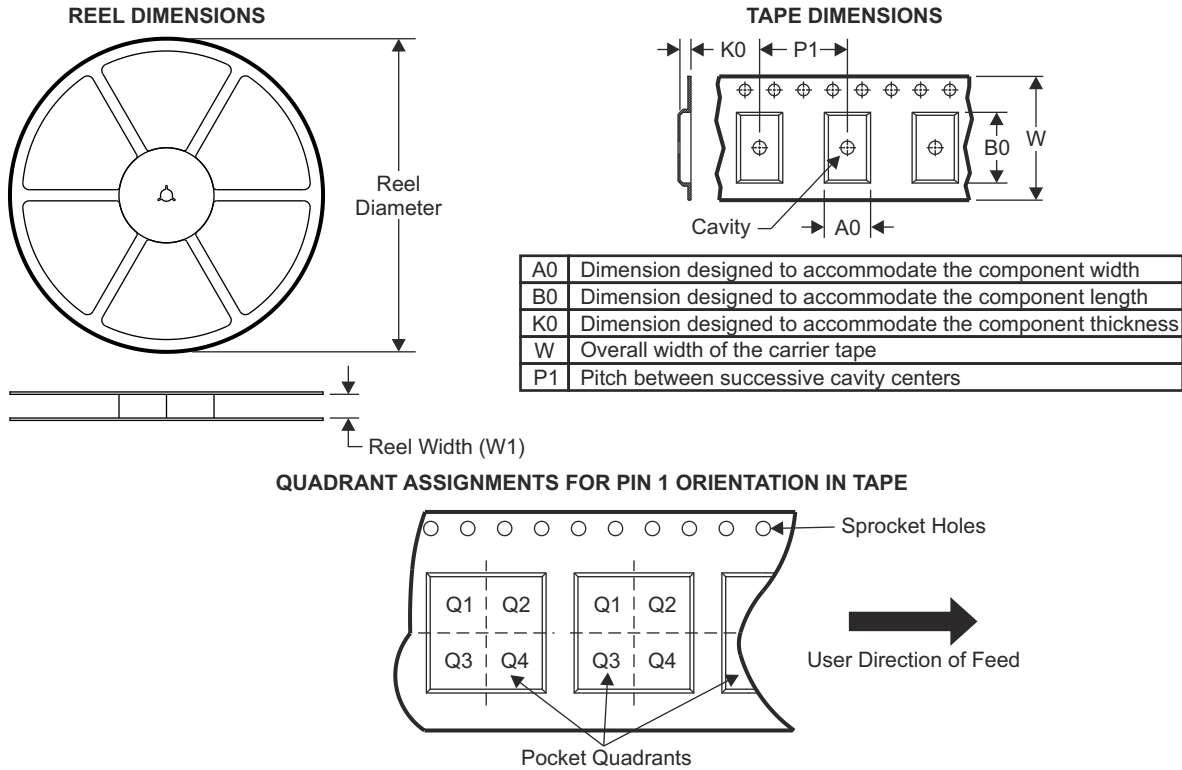 REEL DIMENSIONS
Reel
Diameter
Reel Width (W1)
TAPE DIMENSIONS
K0
P1
B0
W
Cavity
A0
A0 Dimension designed to accommodate the component width
B0 Dimension designed to accommodate the component length
K0 Dimension designed to accommodate the component thickness
W Overall width of the carrier tape
P1 Pitch between successive cavity centers
QUADRANT ASSIGNMENTS FOR PIN 1 ORIENTATION IN TAPE
Sprocket Holes
Q1 Q2 Q1 Q2
Q3 Q4 Q3 Q4
User Direction of Feed
Pocket Quadrants